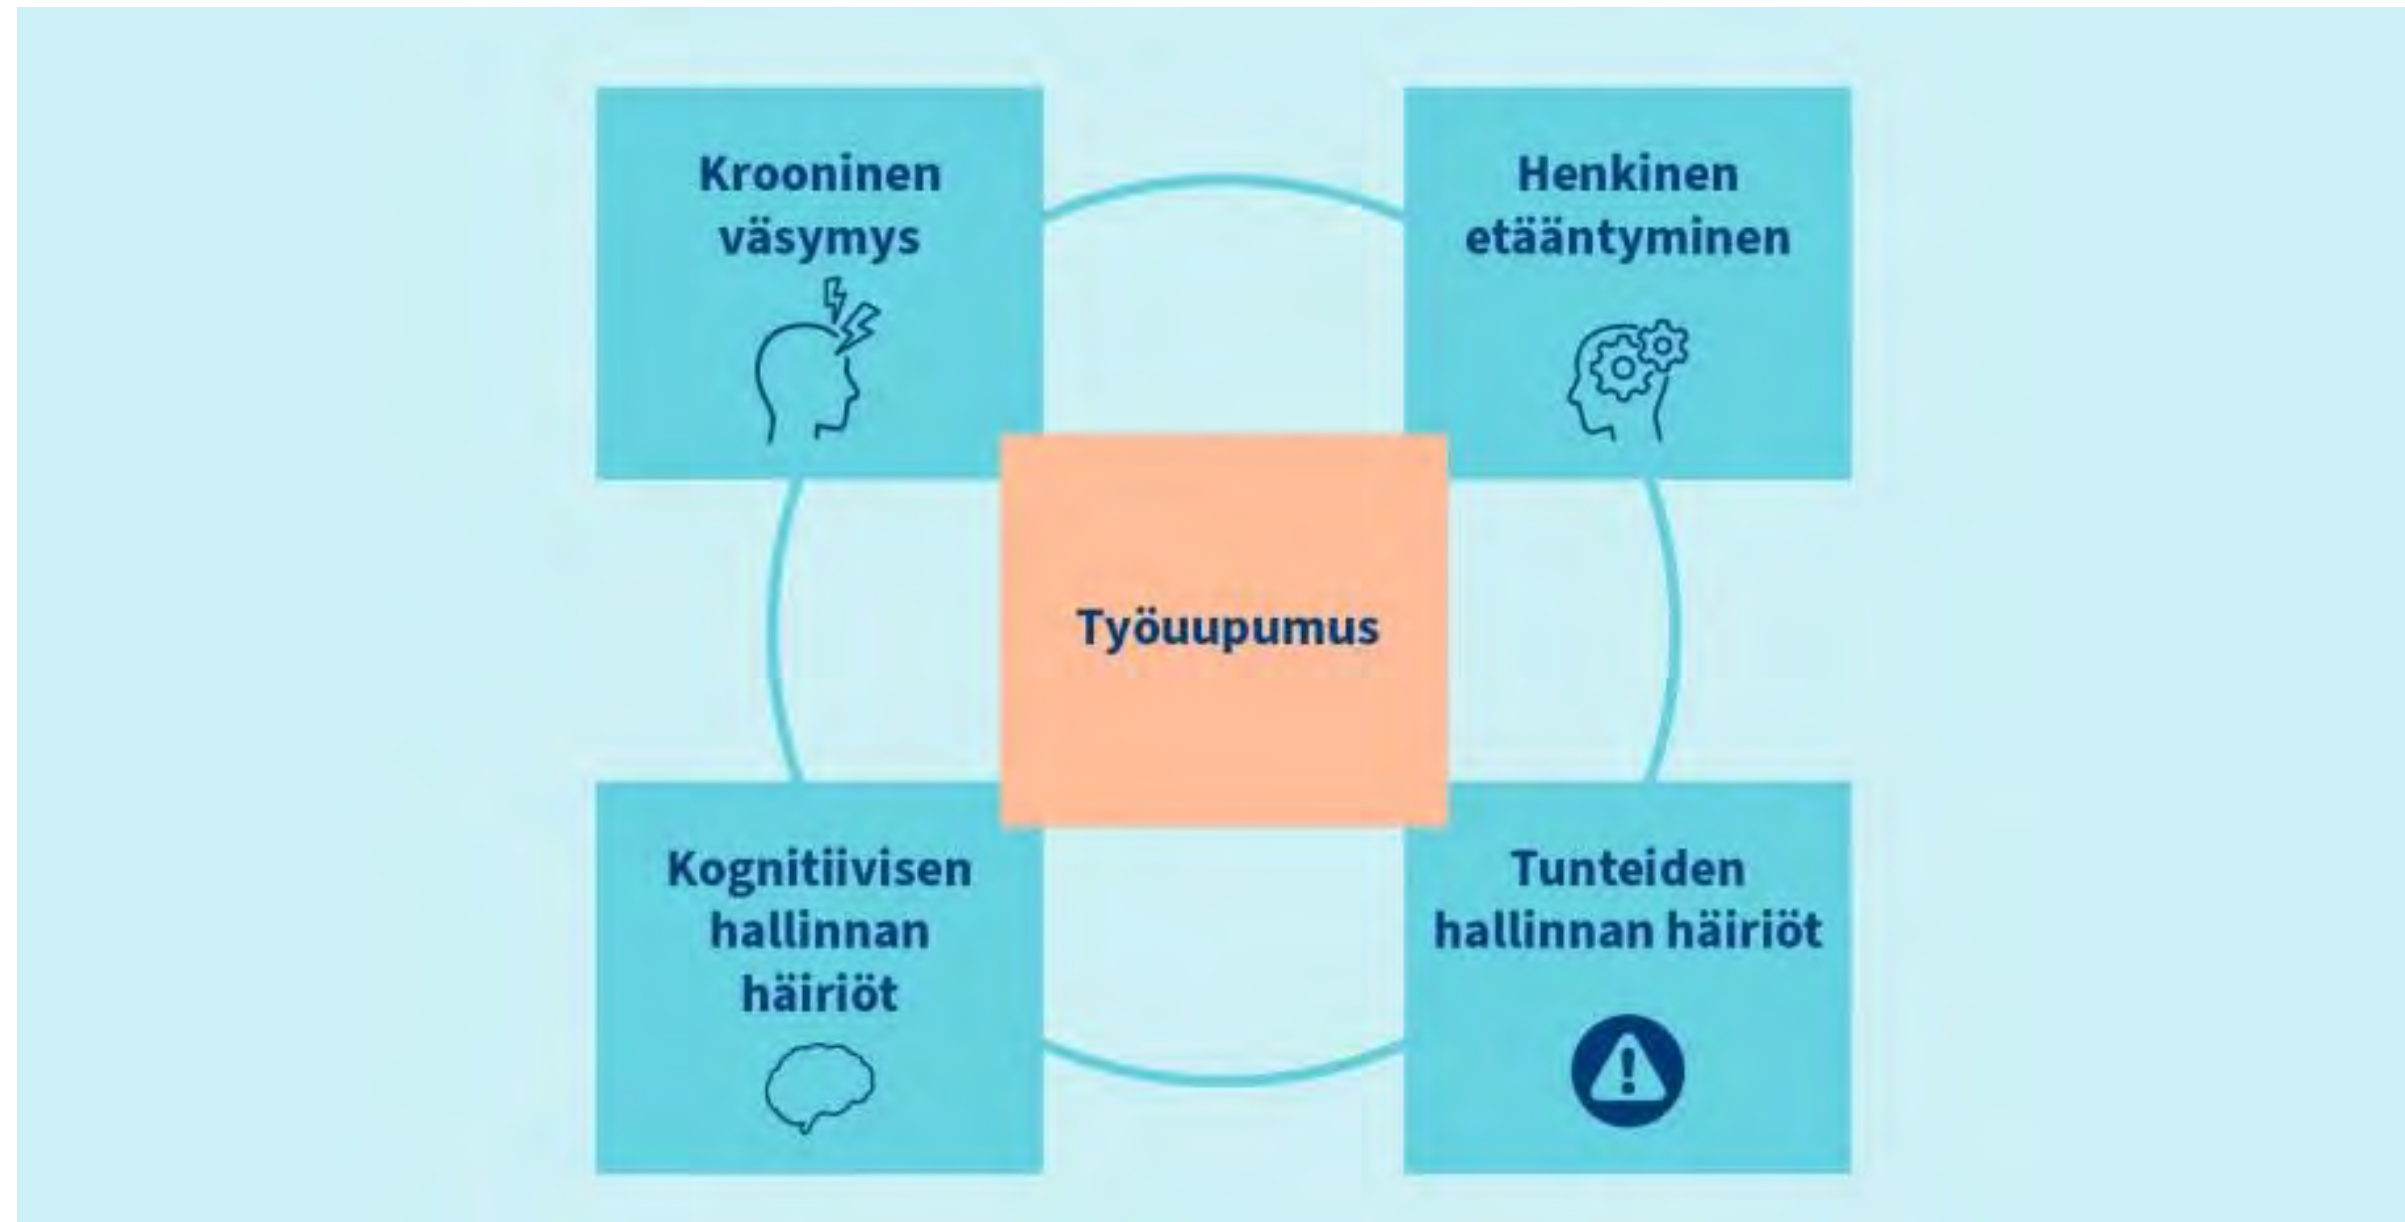 Krooninen
väsymys
Henkinen
etääntyminen
Työuupumus
Kognitiivisen
hallinnan
häiriöt
Tunteiden
hallinnan häiriöt